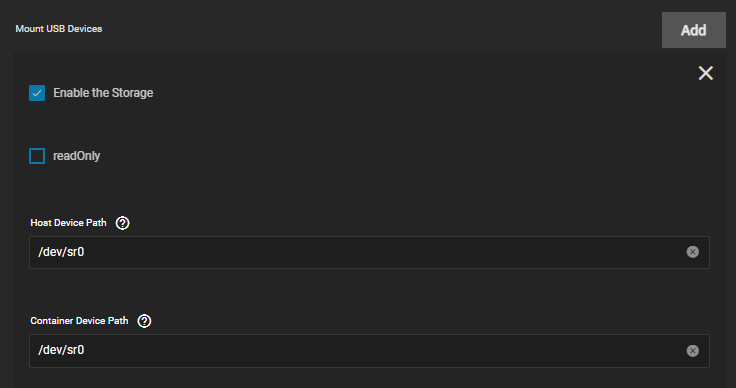 Mount USB Devices
Add
Enable the Storage
readOnly
Host Device Path
/dev/sr0
Container Device Path
/dev/sr0